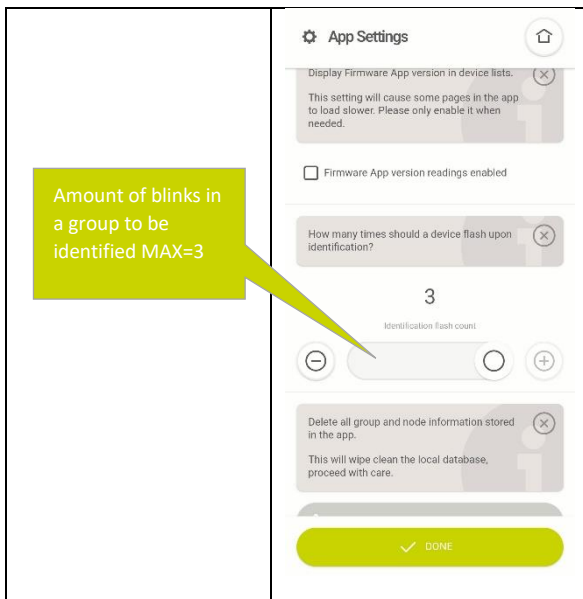 App Settings
Display Firmware App version in device lists.
This setting will cause some pages in the app
to load slower. Please only enable it when
needed.
Firmware App version readings enabled
Amount of blinks in
a group to be
identified MAX=3
How many times should a device flash upon
identification?
3
Identification flash count
Delete all group and node information stored
in the app.
This will wipe clean the local database,
proceed with care.
DONE